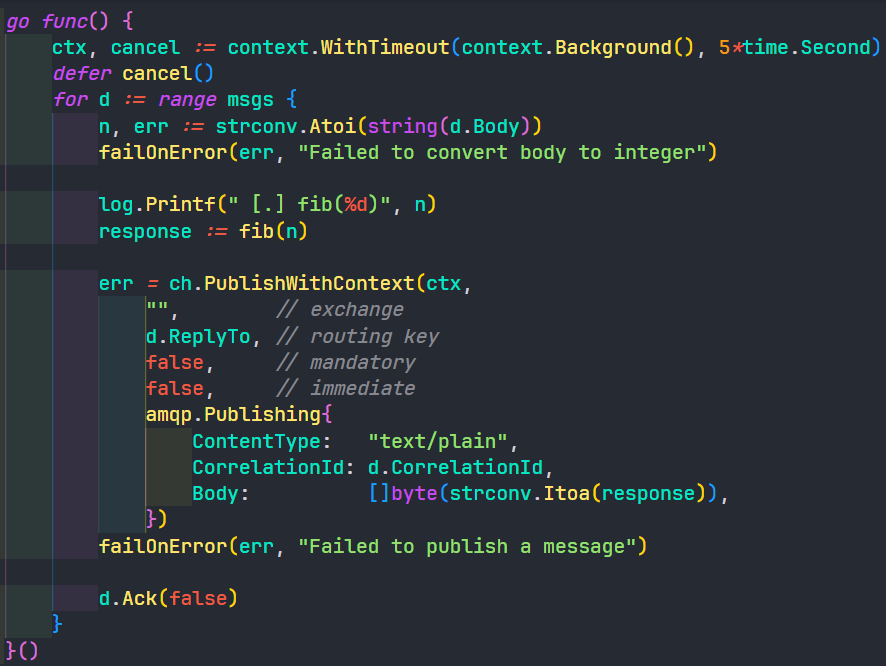 go func() {
	ctx, cancel := context.WithTimeout(context.Background(), 5*time.Second)
	defer cancel()
	for d := range msgs {
		n, err := strconv.Atoi(string(d.Body))
		failOnError(err, "Failed to convert body to integer")

		log.Printf(" [.] fib(%d)", n)
		response := fib(n)

		err = ch.PublishWithContext(ctx,
			"",        // exchange
			d.ReplyTo, // routing key
			false,     // mandatory
			false,     // immediate
			amqp.Publishing{
				ContentType:   "text/plain",
				CorrelationId: d.CorrelationId,
				Body:          []byte(strconv.Itoa(response)),
			})
		failOnError(err, "Failed to publish a message")

		d.Ack(false)
	}
}()